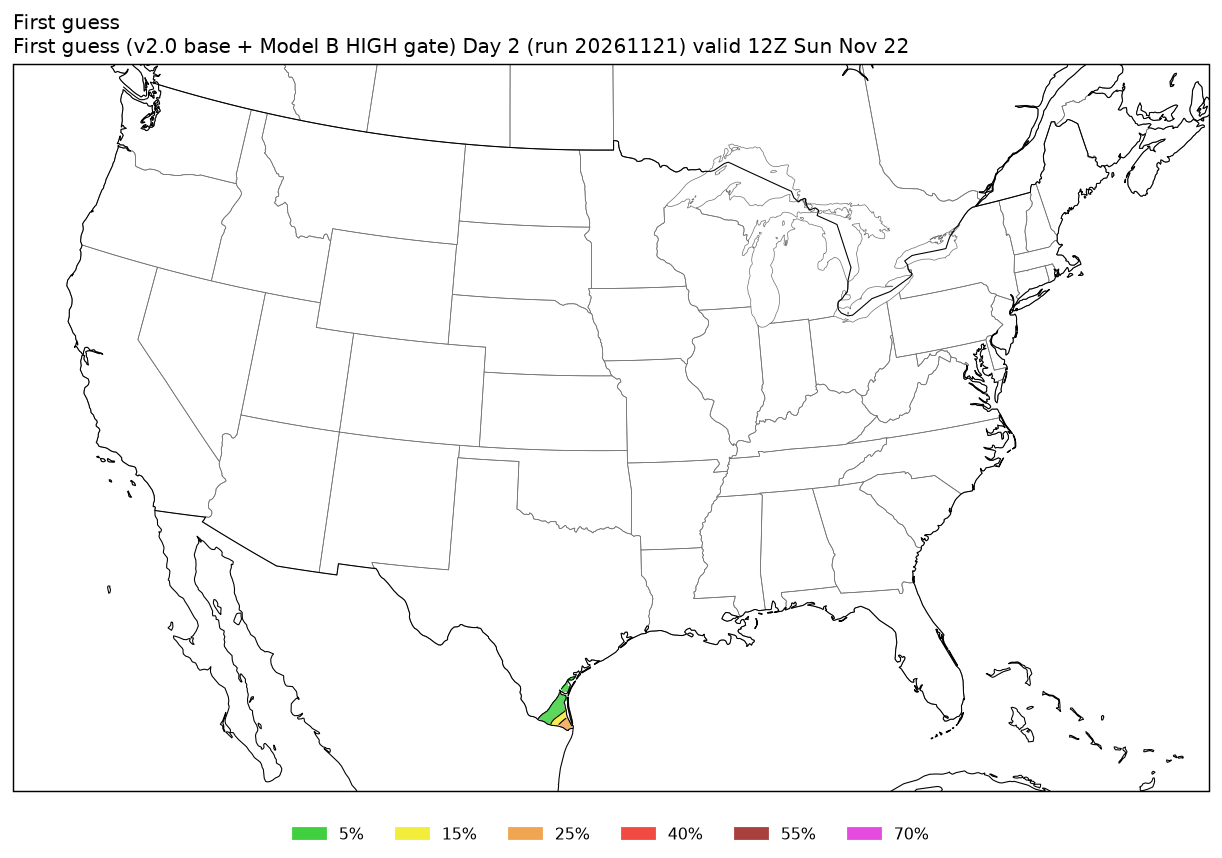 First guess
First guess (v2.0 base + Model B HIGH gate) Day 2 (run 20261121) valid 12Z Sun Nov 22
5% 15% 25% 40% 55% 70%